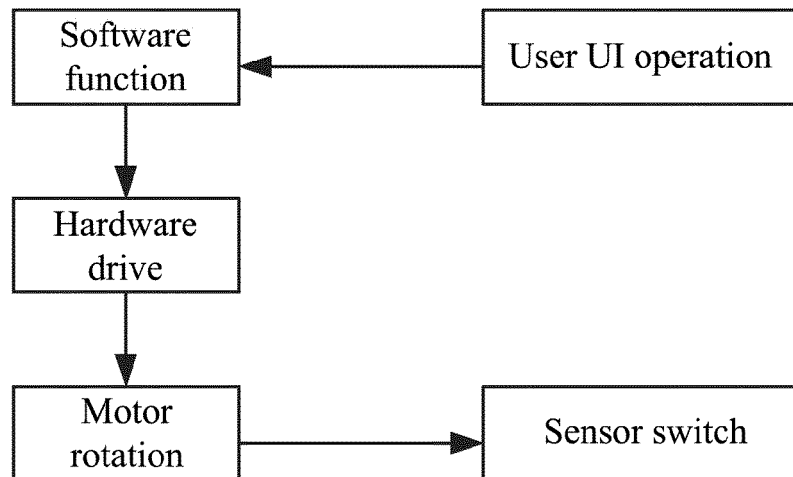 Software
function
User UI operation
Hardware
drive
Motor
rotation
Sensor switch